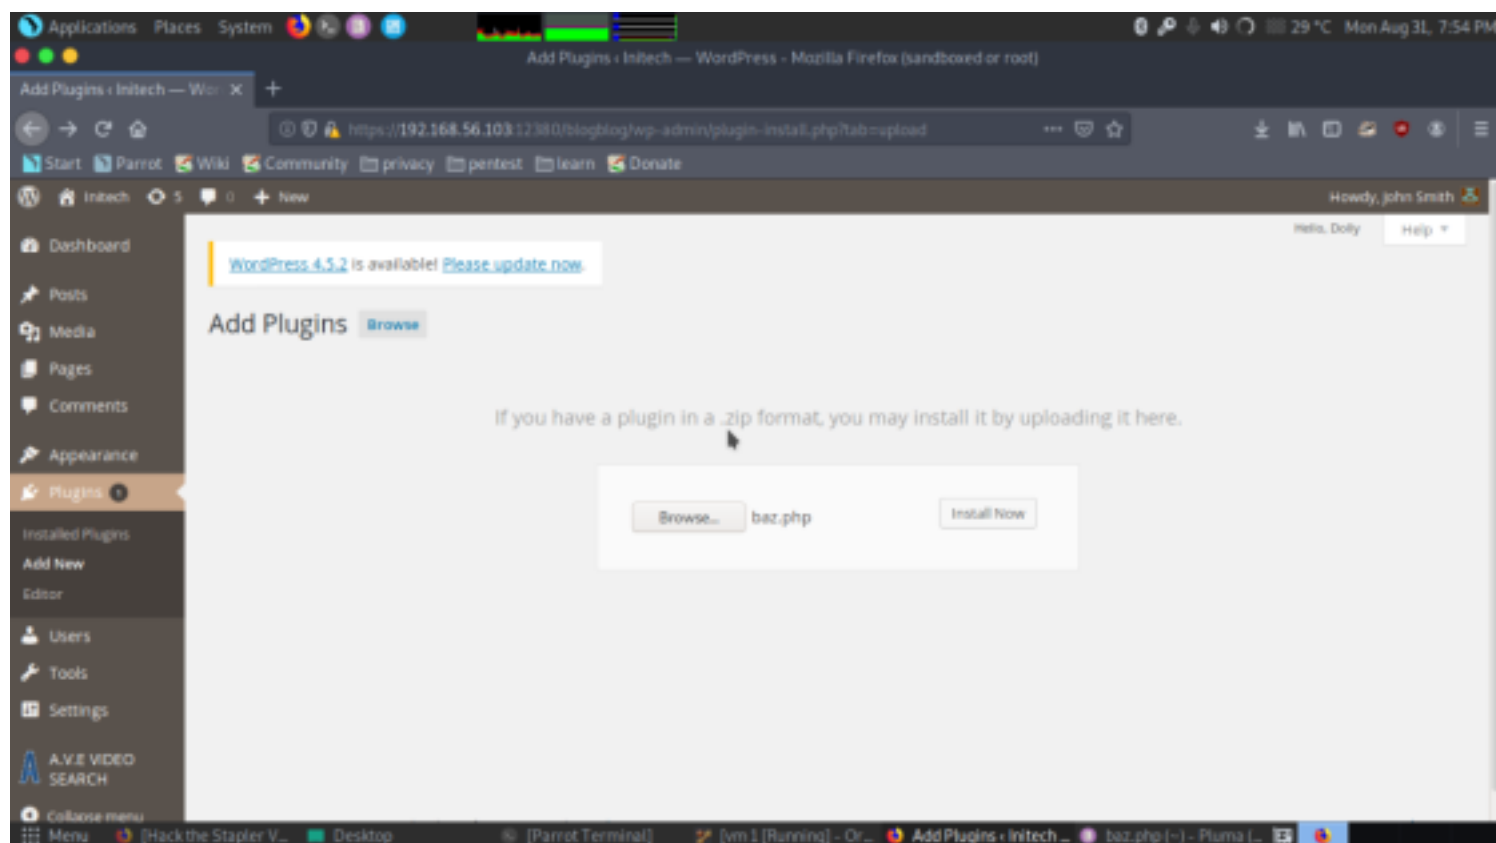 Applications Places System 29 °C Mon Aug 31, 7:54 PM
Add Plugins ‹ Initech — WordPress - Mozilla Firefox (sandboxed or root)
Add Plugins ‹ Initech — Wor
https://192.168.56.103:12380/blogblog/wp-admin/plugin-install.php?tab=upload
Start Parrot Wiki Community privacy pentest learn Donate
Initech 5 0 + New Howdy, John Smith
Hello, Dolly Help
Dashboard
WordPress 4.5.2 is available! Please update now.
Posts
Add Plugins Browse
Media
Pages
Comments
If you have a plugin in a .zip format, you may install it by uploading it here.
Appearance
Plugins
Browse... baz.php Install Now
Installed Plugins
Add New
Editor
Users
Tools
Settings
A.V.E VIDEO
SEARCH
Collapse menu
Menu [Hack the Stapler V... Desktop [Parrot Terminal] [vm 1 [Running] - Or... Add Plugins ‹ Initech ... baz.php (~) - Pluma (...